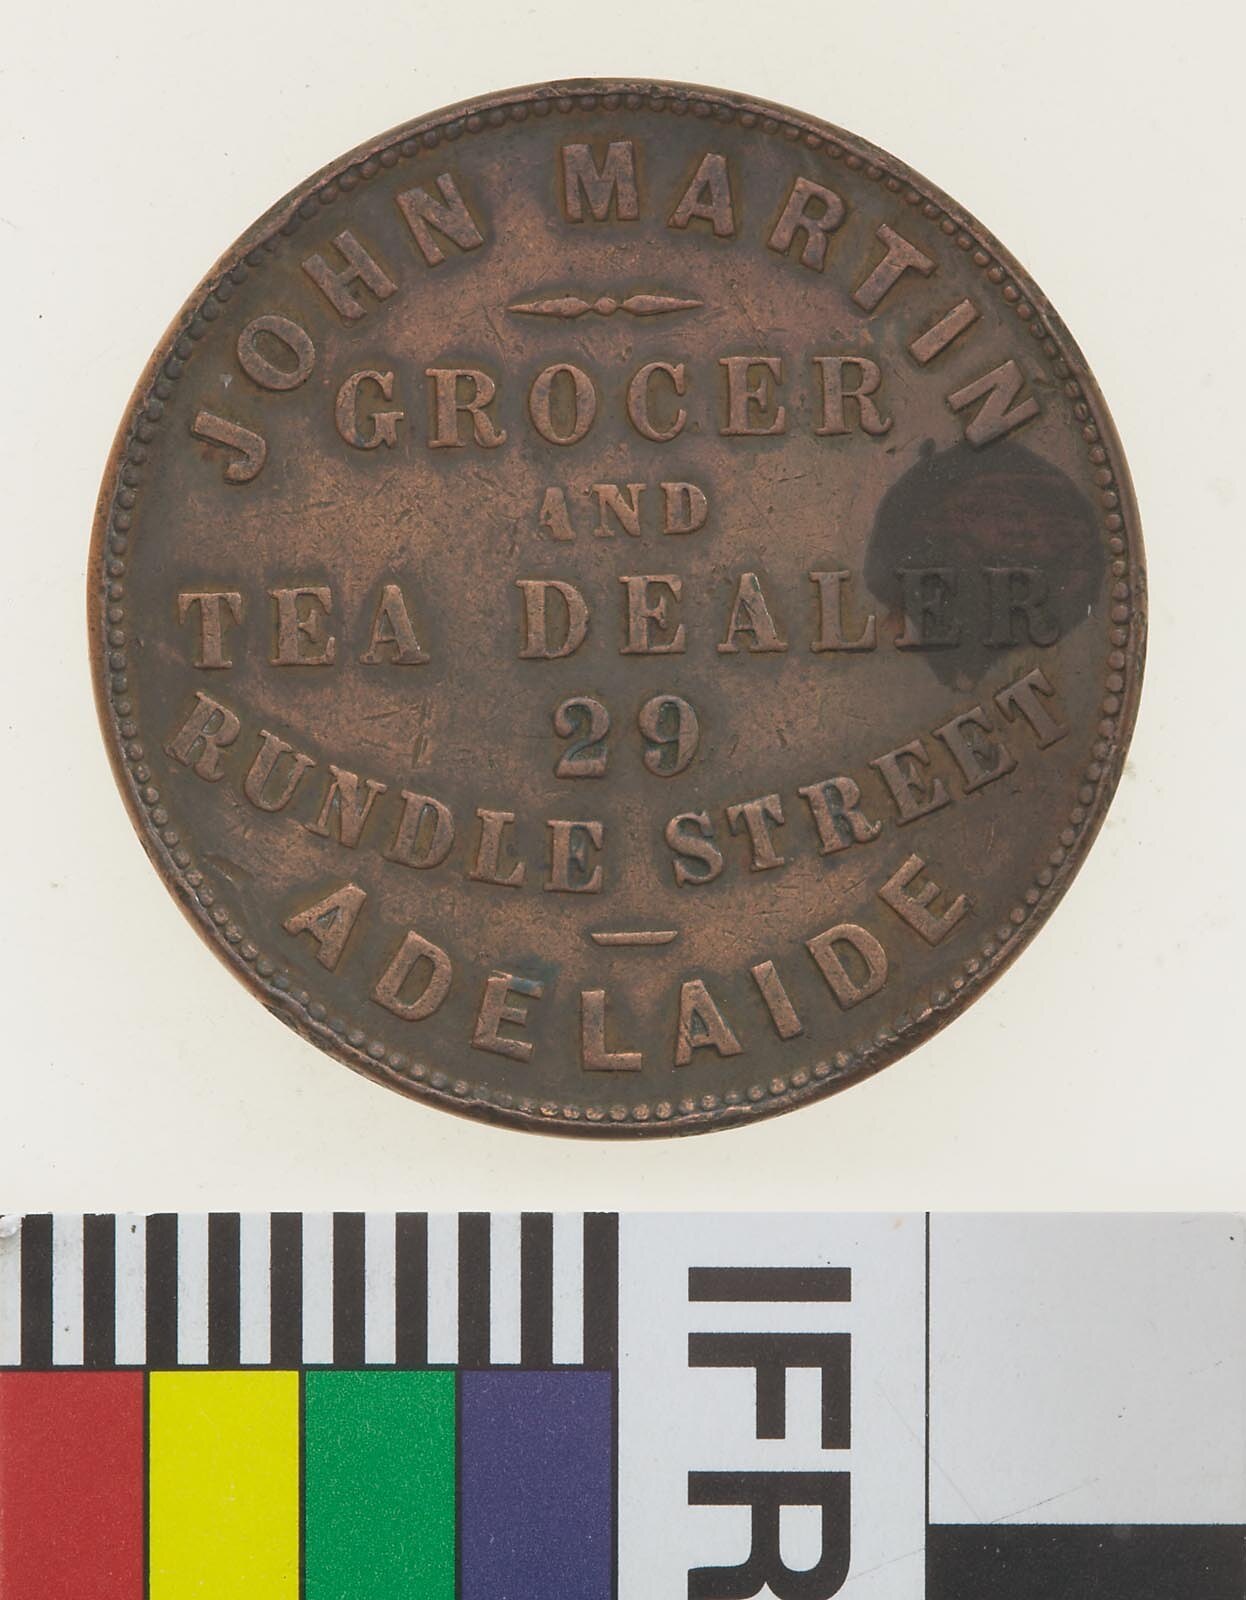 JOHN MARTIN
GROCER
AND
TEA DEALER
29
RUNDLE STREET
ADELAIDE
IFR